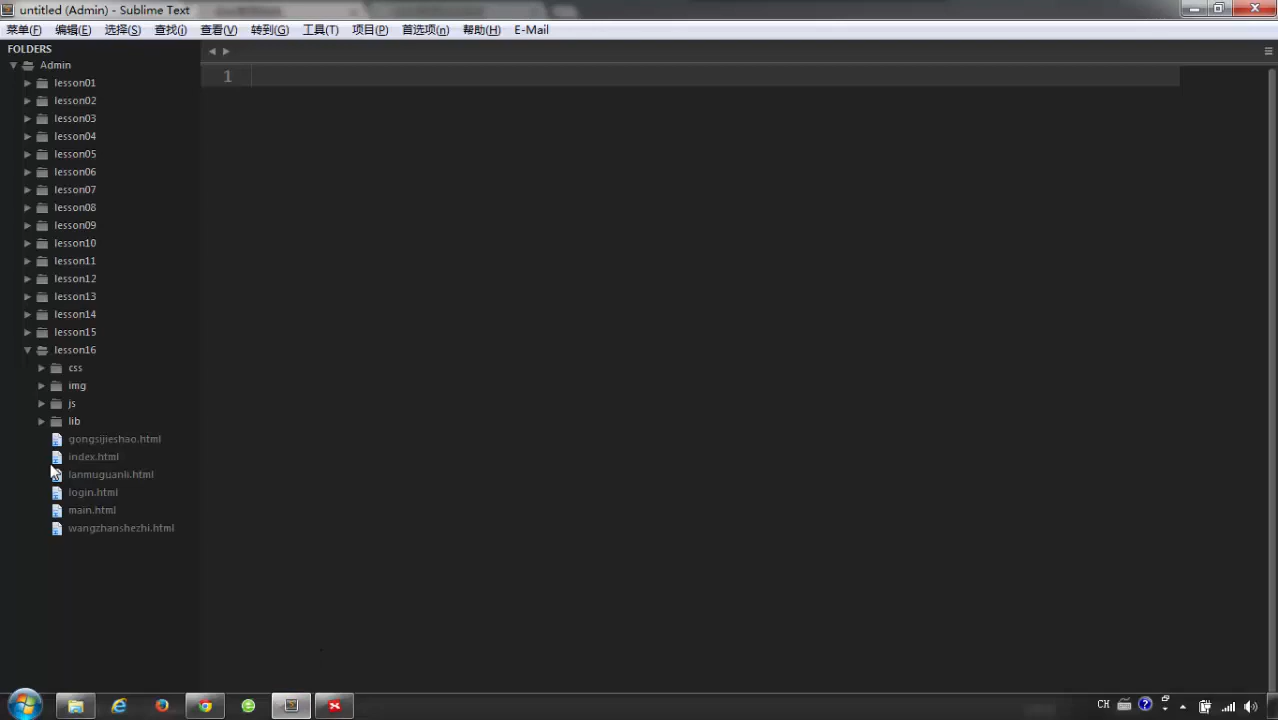 untitled (Admin) - Sublime Text
菜单(F) 编辑(E) 选择(S) 查找(i) 查看(V) 转到(G) 工具(T) 项目(P) 首选项(n) 帮助(H) E-Mail
FOLDERS
Admin
1
lesson01
lesson02
lesson03
lesson04
lesson05
lesson06
lesson07
lesson08
lesson09
lesson10
lesson11
lesson12
lesson13
lesson14
lesson15
lesson16
css
img
js
lib
gongsijieshao.html
index.html
lanmuguanli.html
login.html
main.html
wangzhanshezhi.html
CH